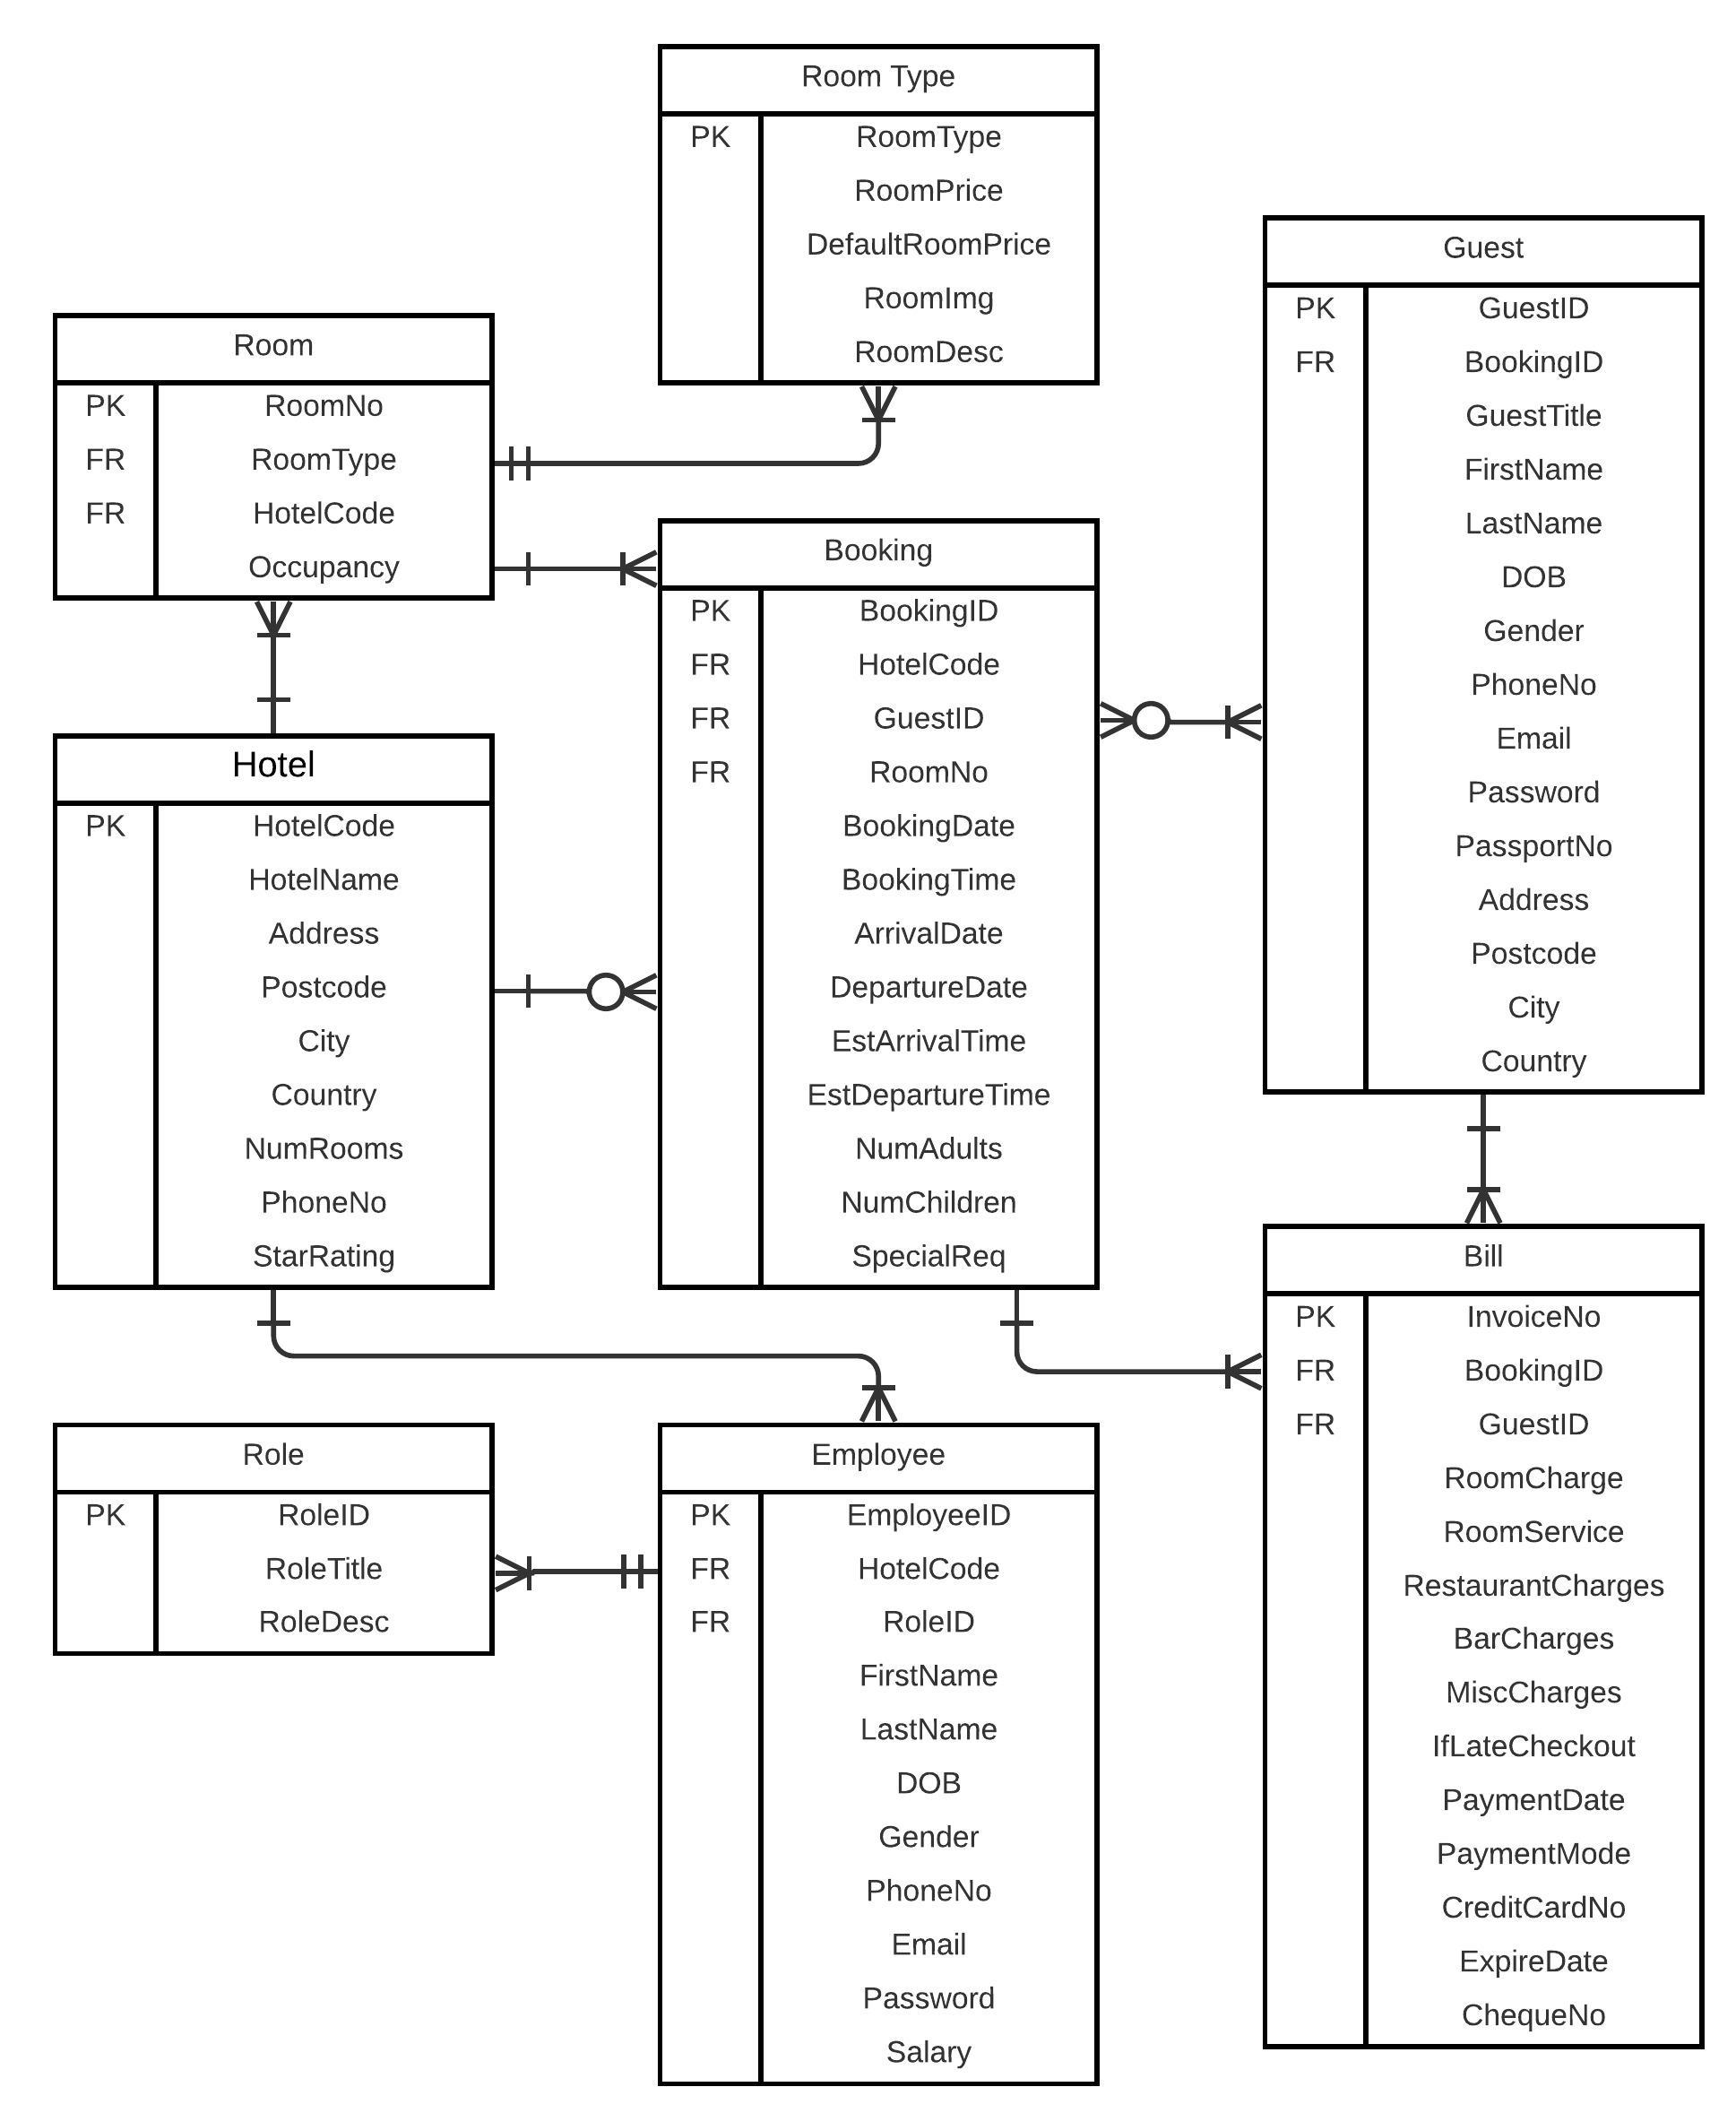 Room Type
PK RoomType
RoomPrice
DefaultRoomPrice
RoomImg
RoomDesc
Guest
PK GuestID
FR BookingID
GuestTitle
FirstName
LastName
DOB
Gender
PhoneNo
Email
Password
PassportNo
Address
Postcode
City
Country
Room
PK RoomNo
FR RoomType
FR HotelCode
Occupancy
Booking
PK BookingID
FR HotelCode
FR GuestID
FR RoomNo
BookingDate
BookingTime
ArrivalDate
DepartureDate
EstArrivalTime
EstDepartureTime
NumAdults
NumChildren
SpecialReq
Hotel
PK HotelCode
HotelName
Address
Postcode
City
Country
NumRooms
PhoneNo
StarRating
Bill
PK InvoiceNo
FR BookingID
FR GuestID
RoomCharge
RoomService
RestaurantCharges
BarCharges
MiscCharges
IfLateCheckout
PaymentDate
PaymentMode
CreditCardNo
ExpireDate
ChequeNo
Role
PK RoleID
RoleTitle
RoleDesc
Employee
PK EmployeeID
FR HotelCode
FR RoleID
FirstName
LastName
DOB
Gender
PhoneNo
Email
Password
Salary